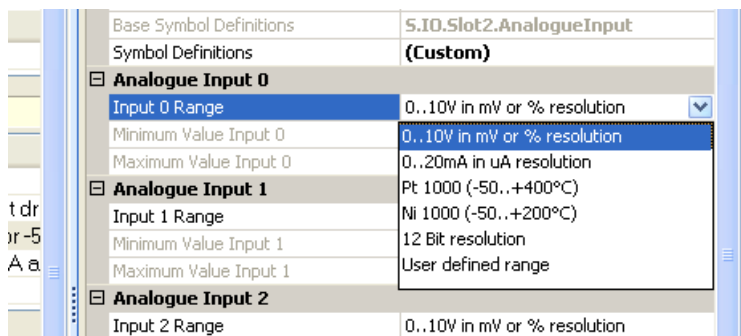 Base Symbol Definitions S.IO.Slot2.AnalogueInput
Symbol Definitions (Custom)
Analogue Input 0
Input 0 Range 0..10V in mV or % resolution
Minimum Value Input 0 0..10V in mV or % resolution
Maximum Value Input 0 0..20mA in uA resolution
Analogue Input 1 Pt 1000 (-50..+400°C)
t dr Input 1 Range Ni 1000 (-50..+200°C)
or -5 Minimum Value Input 1 12 Bit resolution
A a Maximum Value Input 1 User defined range
Analogue Input 2
Input 2 Range 0..10V in mV or % resolution